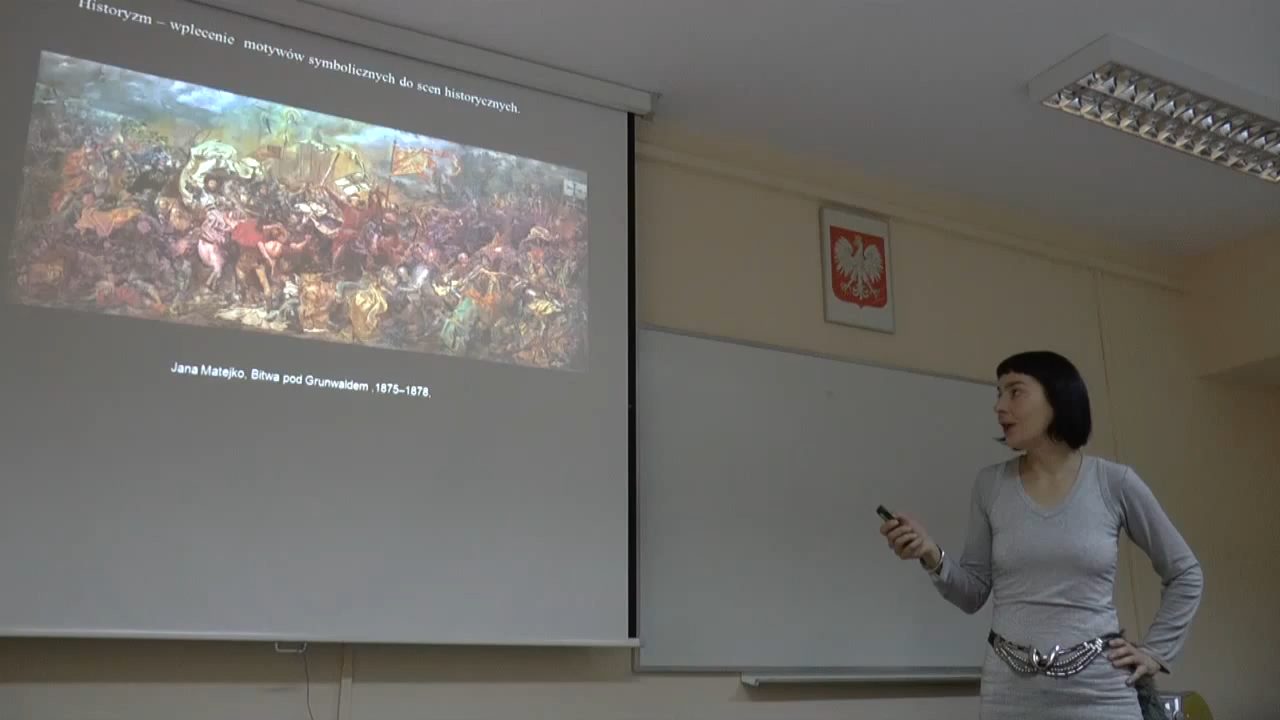 Historyzm – wplecenie motywów symbolicznych do scen historycznych.
Jana Matejko, Bitwa pod Grunwaldem ,1875–1878,